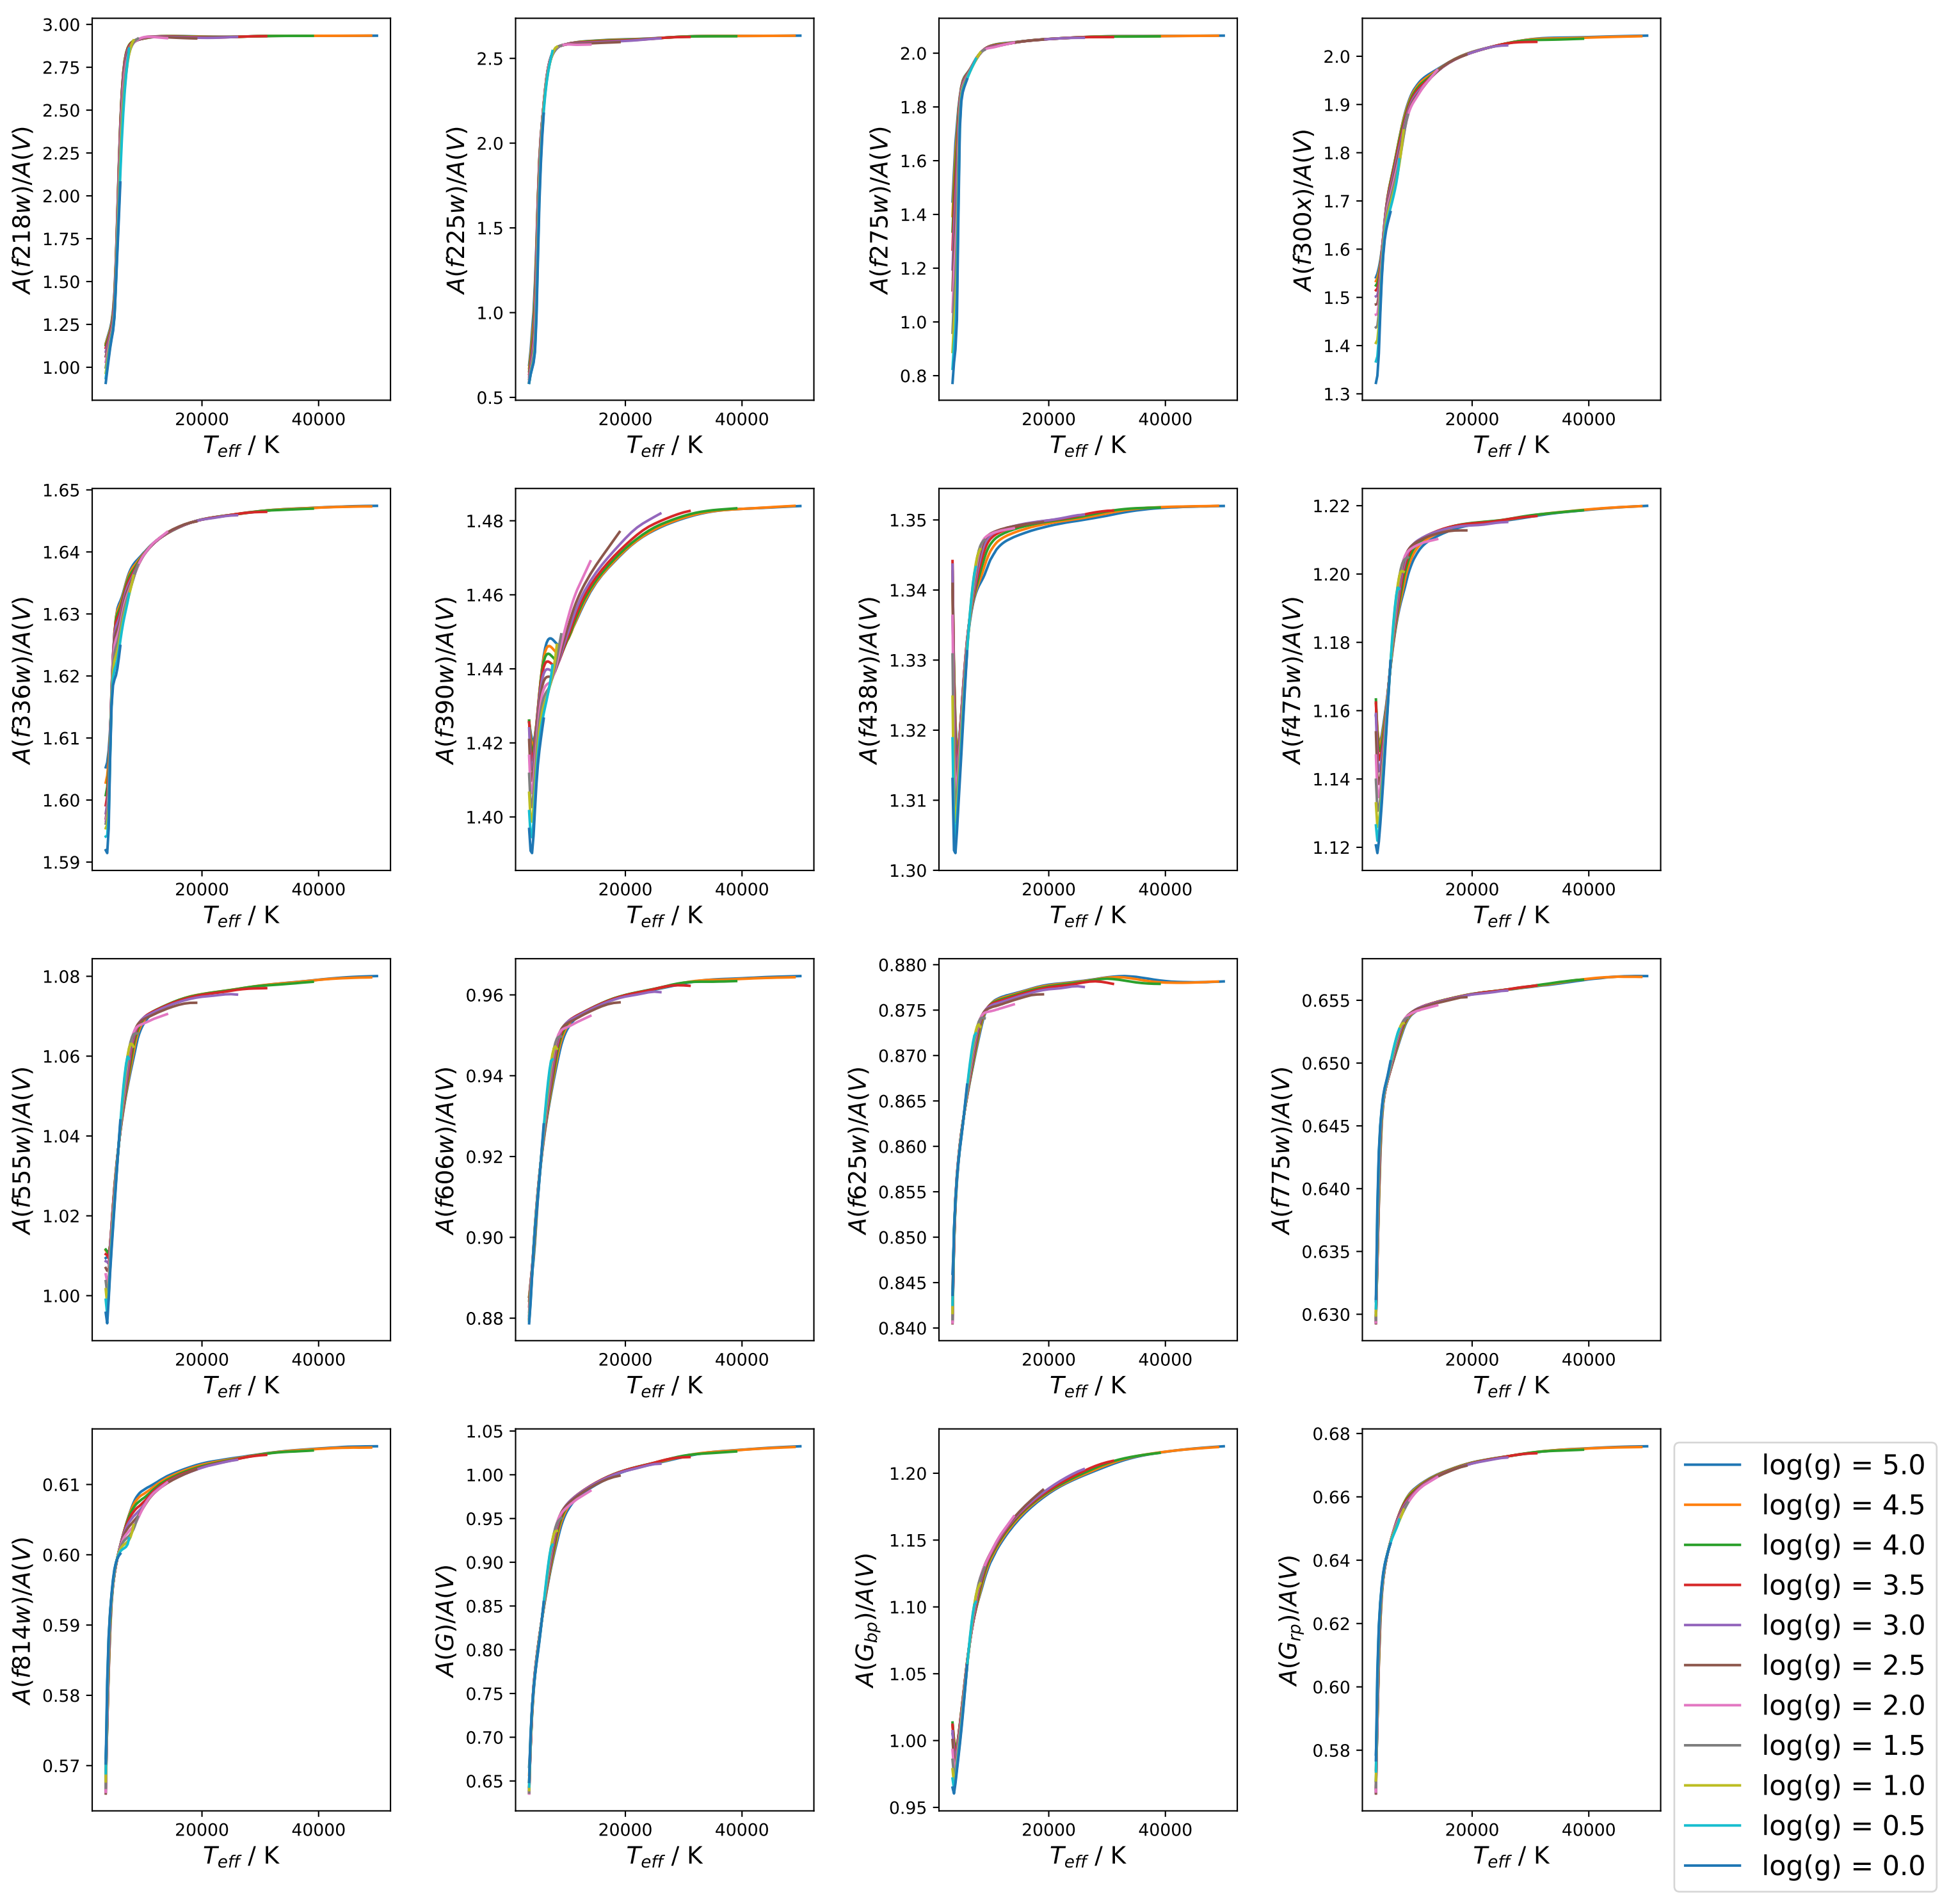 A(f218w)/A(V)
3.00
2.75
2.50
2.25
2.00
1.75
1.50
1.25
1.00
20000 40000
T_eff / K
A(f225w)/A(V)
2.5
2.0
1.5
1.0
0.5
20000 40000
T_eff / K
A(f275w)/A(V)
2.0
1.8
1.6
1.4
1.2
1.0
0.8
20000 40000
T_eff / K
A(f300x)/A(V)
2.0
1.9
1.8
1.7
1.6
1.5
1.4
1.3
20000 40000
T_eff / K
A(f336w)/A(V)
1.65
1.64
1.63
1.62
1.61
1.60
1.59
20000 40000
T_eff / K
A(f390w)/A(V)
1.48
1.46
1.44
1.42
1.40
20000 40000
T_eff / K
A(f438w)/A(V)
1.35
1.34
1.33
1.32
1.31
1.30
20000 40000
T_eff / K
A(f475w)/A(V)
1.22
1.20
1.18
1.16
1.14
1.12
20000 40000
T_eff / K
A(f555w)/A(V)
1.08
1.06
1.04
1.02
1.00
20000 40000
T_eff / K
A(f606w)/A(V)
0.96
0.94
0.92
0.90
0.88
20000 40000
T_eff / K
A(f625w)/A(V)
0.880
0.875
0.870
0.865
0.860
0.855
0.850
0.845
0.840
20000 40000
T_eff / K
A(f775w)/A(V)
0.655
0.650
0.645
0.640
0.635
0.630
20000 40000
T_eff / K
A(f814w)/A(V)
0.61
0.60
0.59
0.58
0.57
20000 40000
T_eff / K
A(G)/A(V)
1.05
1.00
0.95
0.90
0.85
0.80
0.75
0.70
0.65
20000 40000
T_eff / K
A(G_bp)/A(V)
1.20
1.15
1.10
1.05
1.00
0.95
20000 40000
T_eff / K
A(G_rp)/A(V)
0.68
0.66
0.64
0.62
0.60
0.58
20000 40000
T_eff / K
log(g) = 5.0
log(g) = 4.5
log(g) = 4.0
log(g) = 3.5
log(g) = 3.0
log(g) = 2.5
log(g) = 2.0
log(g) = 1.5
log(g) = 1.0
log(g) = 0.5
log(g) = 0.0